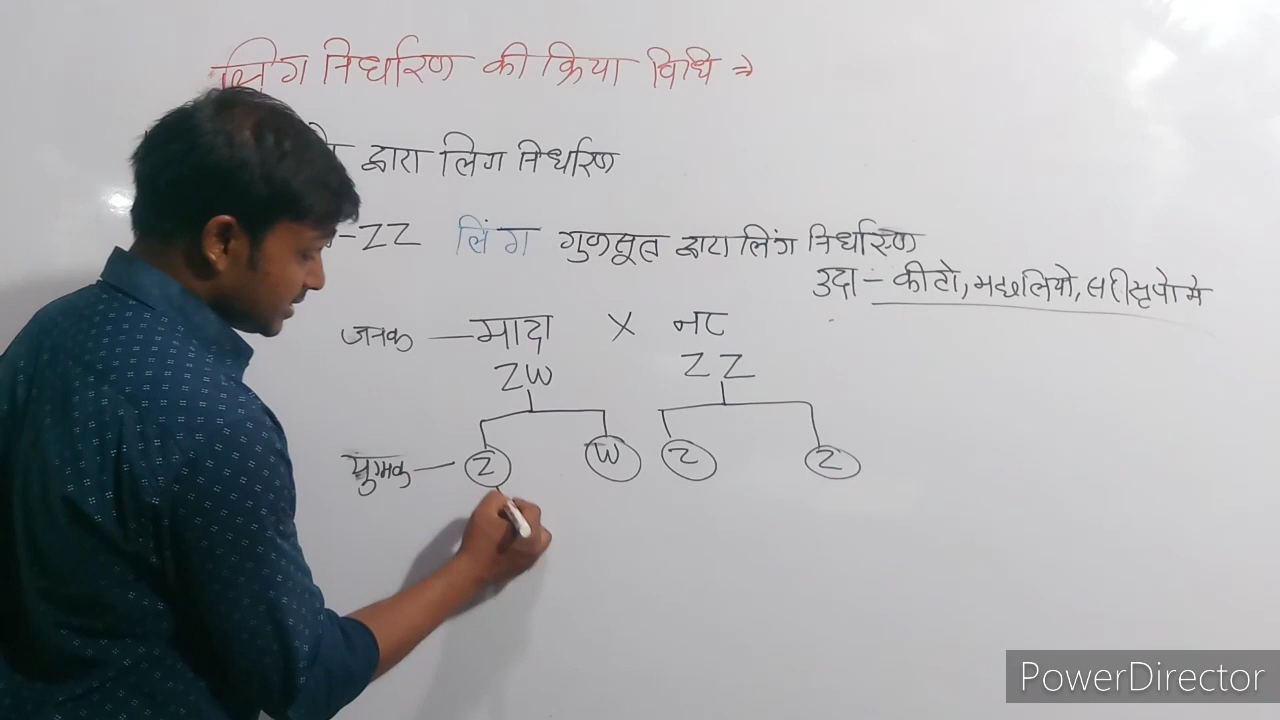 लिंग निर्धारण की क्रिया विधि ⇒
द्वारा लिंग निर्धारण
-ZZ लिंग गुणसूत्र द्वारा लिंग निर्धारण
उदा - कीटो, मछलियो, सरीसृपो मे
जनक — मादा X नर
ZW ZZ
युग्मक — Z W Z Z
PowerDirector